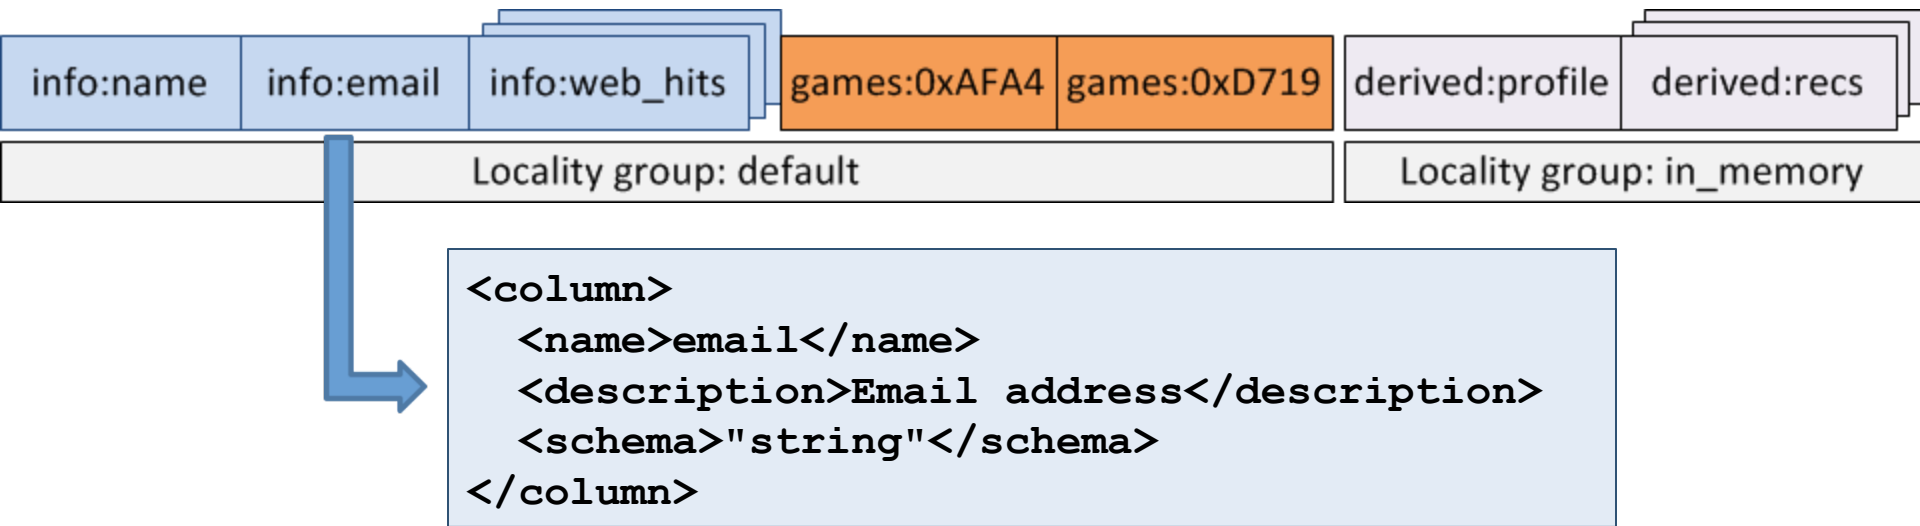 info:name info:email info:web_hits games:0xAFA4 games:0xD719 derived:profile derived:recs
Locality group: default Locality group: in_memory
<column>
<name>email</name>
<description>Email address</description>
<schema>"string"</schema>
</column>